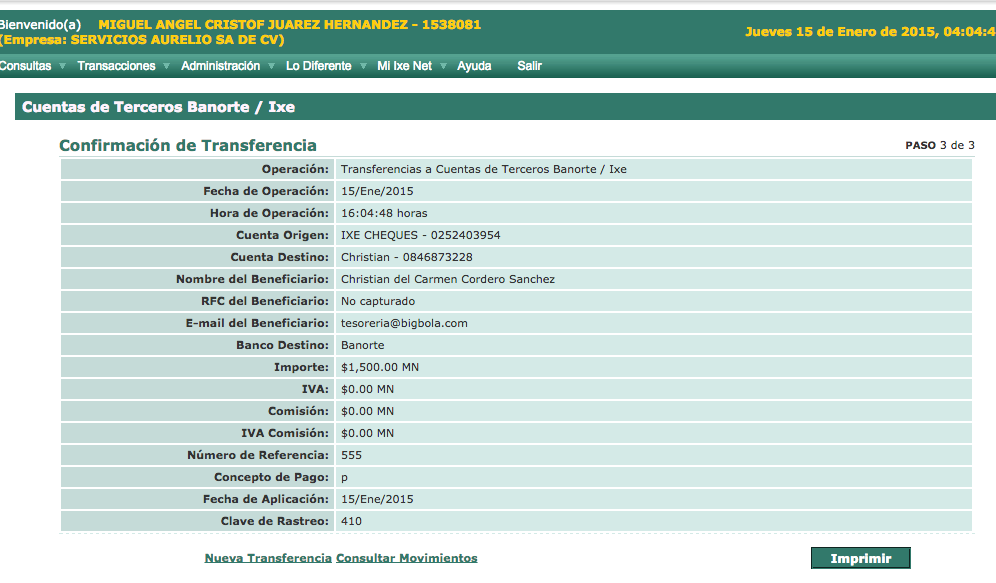 Bienvenido(a) MIGUEL ANGEL CRISTOF JUAREZ HERNANDEZ - 1538081
(Empresa: SERVICIOS AURELIO SA DE CV)
Jueves 15 de Enero de 2015, 04:04:4
Consultas Transacciones Administración Lo Diferente Mi Ixe Net Ayuda Salir
Cuentas de Terceros Banorte / Ixe
Confirmación de Transferencia PASO 3 de 3
Operación: Transferencias a Cuentas de Terceros Banorte / Ixe
Fecha de Operación: 15/Ene/2015
Hora de Operación: 16:04:48 horas
Cuenta Origen: IXE CHEQUES - 0252403954
Cuenta Destino: Christian - 0846873228
Nombre del Beneficiario: Christian del Carmen Cordero Sanchez
RFC del Beneficiario: No capturado
E-mail del Beneficiario: tesoreria@bigbola.com
Banco Destino: Banorte
Importe: $1,500.00 MN
IVA: $0.00 MN
Comisión: $0.00 MN
IVA Comisión: $0.00 MN
Número de Referencia: 555
Concepto de Pago: p
Fecha de Aplicación: 15/Ene/2015
Clave de Rastreo: 410
Nueva Transferencia Consultar Movimientos Imprimir